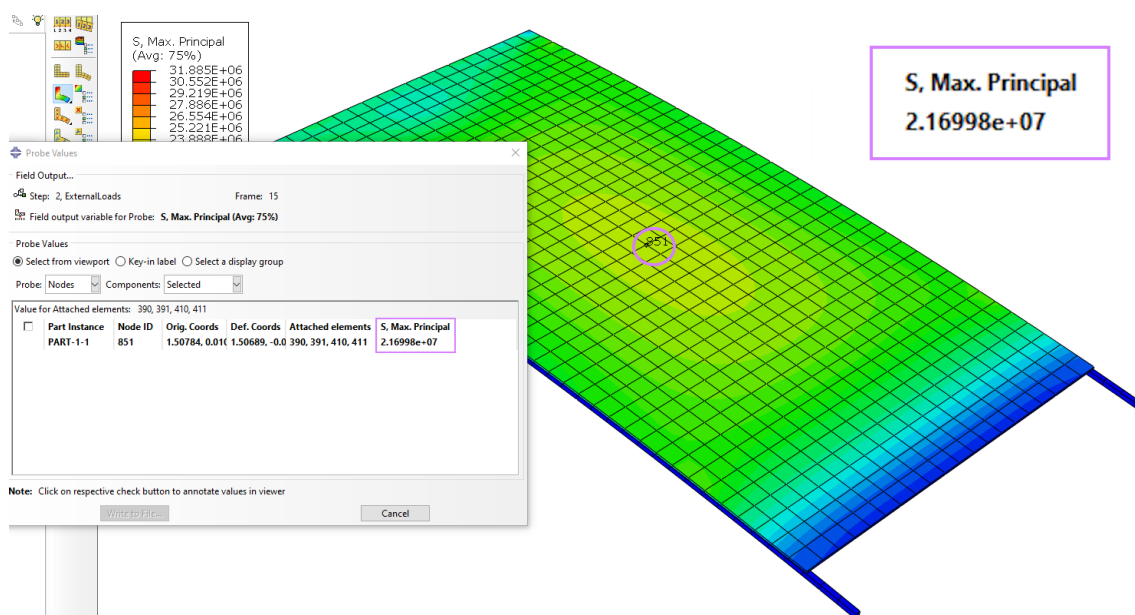 S, Max. Principal
(Avg: 75%)
31.885E+06
30.552E+06
29.219E+06
27.886E+06
26.554E+06
25.221E+06
23.888E+06
S, Max. Principal
2.16998e+07
851
Probe Values
Field Output...
Step: 2, ExternalLoads Frame: 15
Field output variable for Probe: S, Max. Principal (Avg: 75%)
Probe Values
Select from viewport Key-in label Select a display group
Probe: Nodes Components: Selected
Value for Attached elements: 390, 391, 410, 411
Part Instance Node ID Orig. Coords Def. Coords Attached elements S, Max. Principal
PART-1-1 851 1.50784, 0.010 1.50689, -0.0 390, 391, 410, 411 2.16998e+07
Note: Click on respective check button to annotate values in viewer
Write to File... Cancel